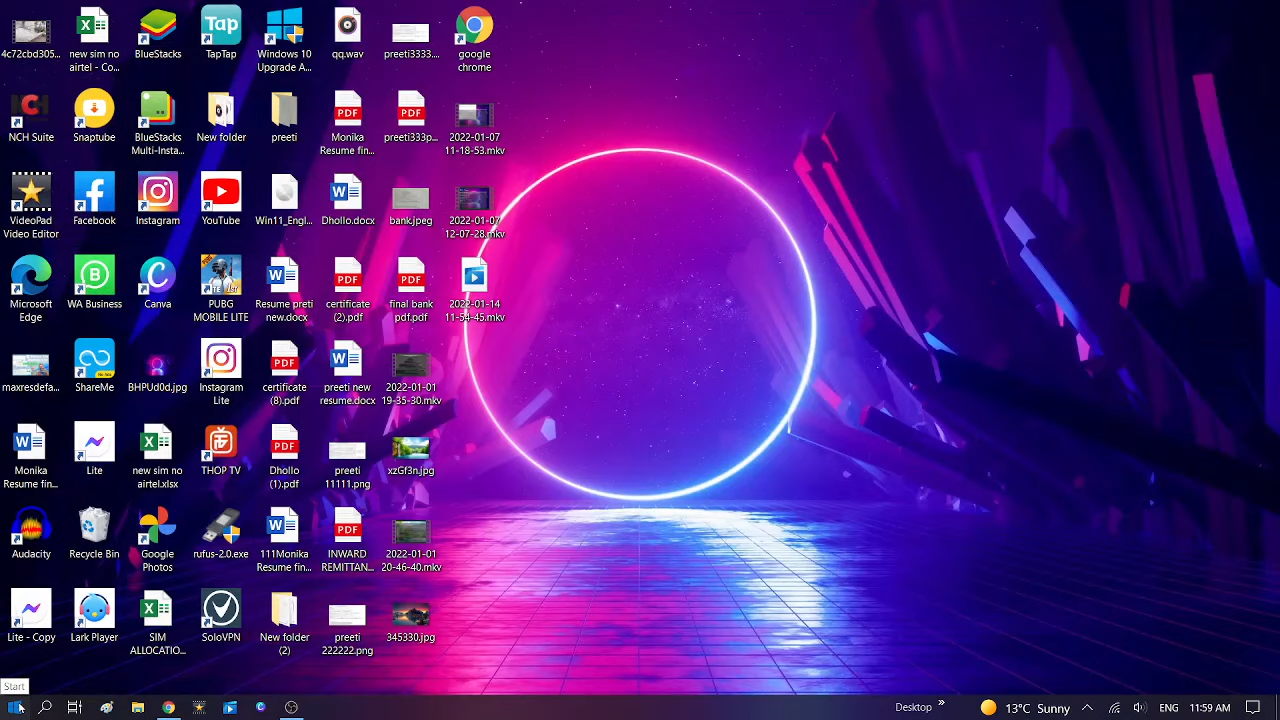 4c72cbd305...
new sim no
airtel - Co...
BlueStacks
Tap
TapTap
Windows 10
Upgrade A...
qq.wav
preeti3333....
google
chrome
NCH Suite
Snaptube
BlueStacks
Multi-Insta...
New folder
preeti
PDF
Monika
Resume fin...
PDF
preeti333p...
2022-01-07
11-18-53.mkv
VideoPad
Video Editor
Facebook
Instagram
YouTube
Win11_Engl...
Dhollo.docx
bank.jpeg
2022-01-07
12-07-28.mkv
Microsoft
Edge
WA Business
Canva
PUBG
MOBILE LITE
Resume preti
new.docx
PDF
certificate
(2).pdf
PDF
final bank
pdf.pdf
2022-01-14
11-54-45.mkv
maxresdefa...
ShareMe
BHPUd0d.jpg
Instagram
Lite
PDF
certificate
(8).pdf
preeti new
resume.docx
2022-01-01
19-35-30.mkv
Monika
Resume fin...
Lite
new sim no
airtel.xlsx
THOP TV
PDF
Dhollo
(1).pdf
preeti
11111.png
xzGf3n.jpg
Audacity
Recycle Bin
Google
Photos
rufus-2.0.exe
111Monika
Resume fin...
PDF
INWARD
REMITTAN...
2022-01-01
20-46-40.mkv
Lite - Copy
Lark Player
SIM
ALLOCATIO...
SoloVPN
New folder
(2)
preeti
222222.png
345330.jpg
Start
Desktop
13°C Sunny
ENG
11:59 AM